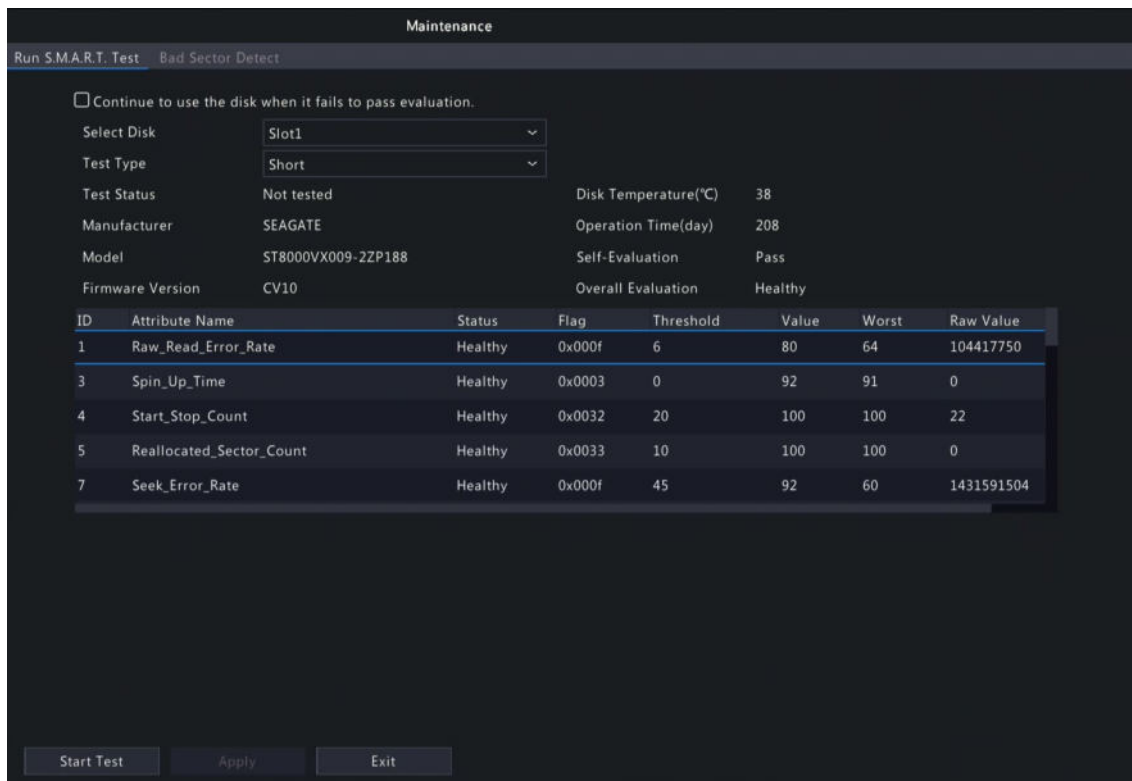 Maintenance
Run S.M.A.R.T. Test Bad Sector Detect
Continue to use the disk when it fails to pass evaluation.
Select Disk Slot1
Test Type Short
Test Status Not tested Disk Temperature(℃) 38
Manufacturer SEAGATE Operation Time(day) 208
Model ST8000VX009-2ZP188 Self-Evaluation Pass
Firmware Version CV10 Overall Evaluation Healthy
ID Attribute Name Status Flag Threshold Value Worst Raw Value
1 Raw_Read_Error_Rate Healthy 0x000f 6 80 64 104417750
3 Spin_Up_Time Healthy 0x0003 0 92 91 0
4 Start_Stop_Count Healthy 0x0032 20 100 100 22
5 Reallocated_Sector_Count Healthy 0x0033 10 100 100 0
7 Seek_Error_Rate Healthy 0x000f 45 92 60 1431591504
Start Test Apply Exit